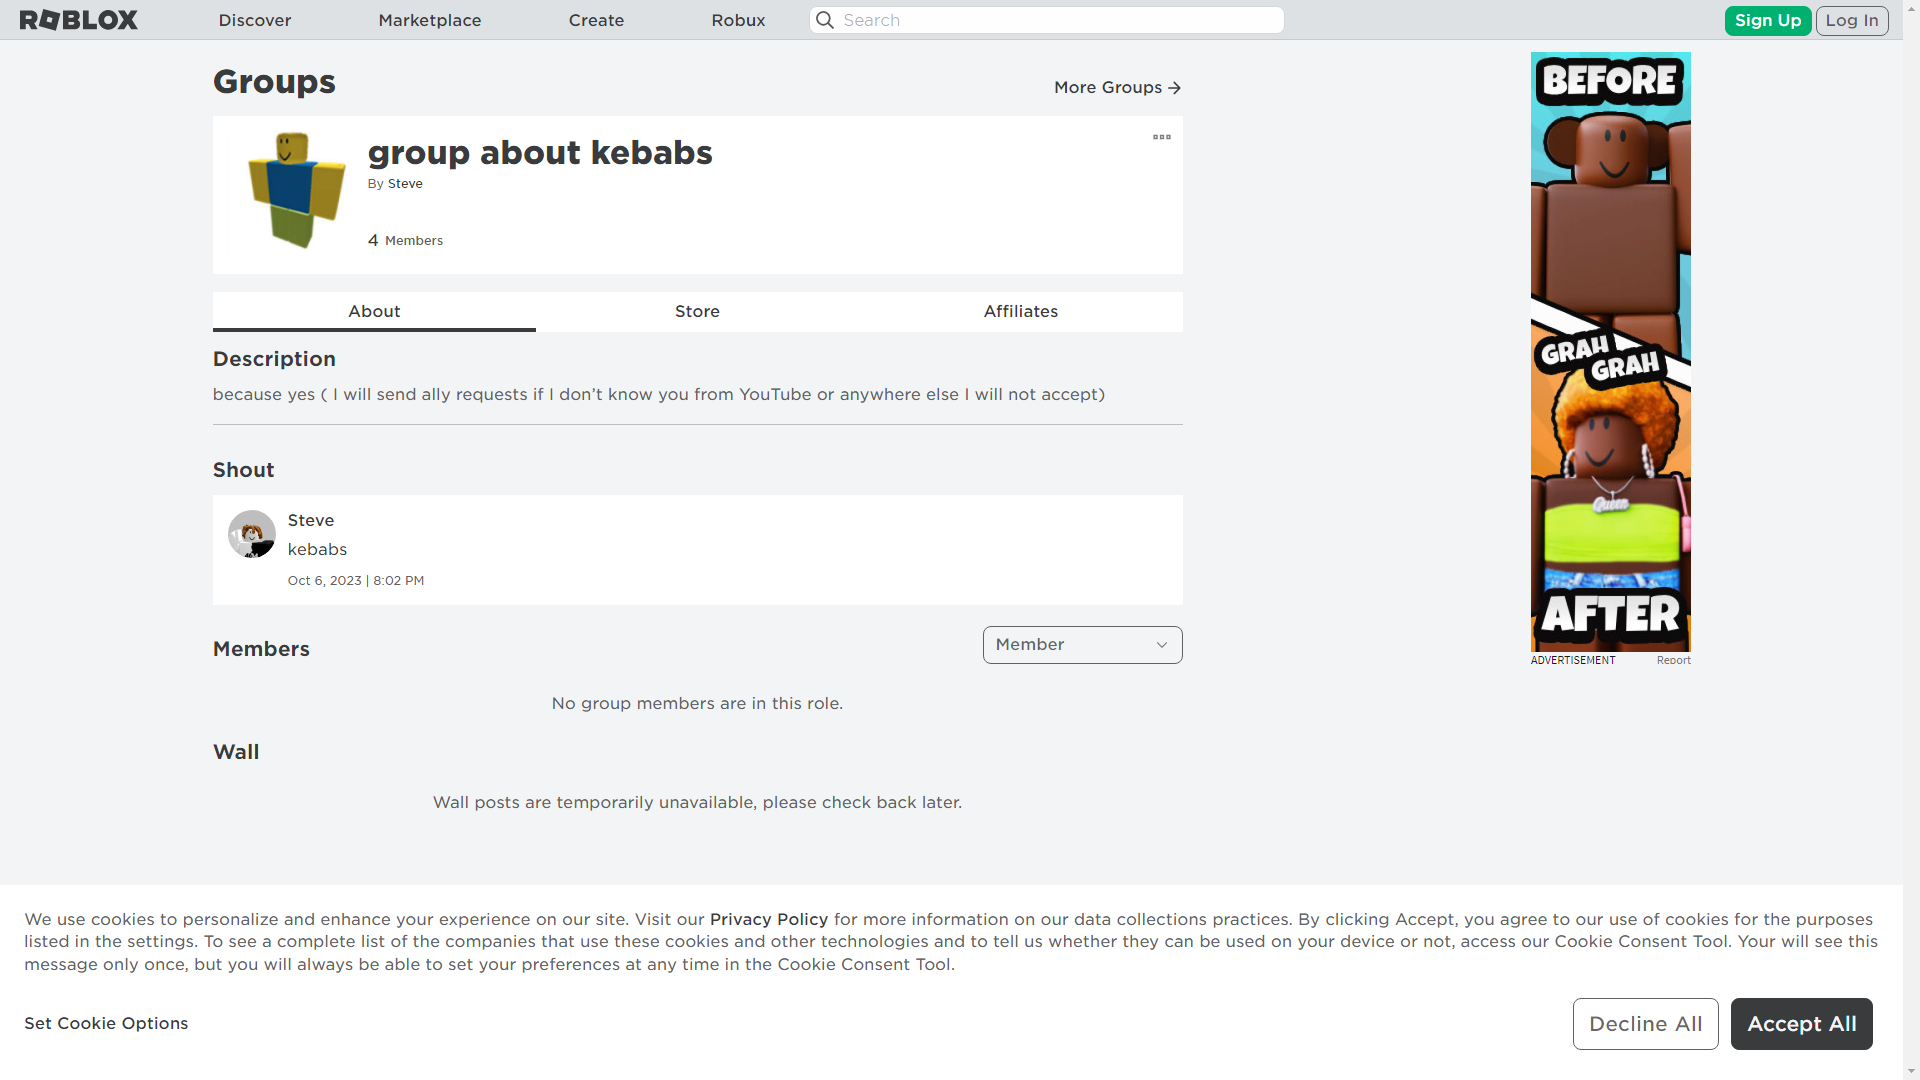 ROBLOX
Discover
Marketplace
Create
Robux
Search
Sign Up
Log In
Groups
More Groups
group about kebabs
By Steve
4 Members
About
Store
Affiliates
Description
because yes ( I will send ally requests if I don’t know you from YouTube or anywhere else I will not accept)
Shout
Steve
kebabs
Oct 6, 2023 | 8:02 PM
Members
Member
No group members are in this role.
Wall
Wall posts are temporarily unavailable, please check back later.
BEFORE
GRAH
GRAH
Queen
AFTER
ADVERTISEMENT
Report
We use cookies to personalize and enhance your experience on our site. Visit our Privacy Policy for more information on our data collections practices. By clicking Accept, you agree to our use of cookies for the purposes
listed in the settings. To see a complete list of the companies that use these cookies and other technologies and to tell us whether they can be used on your device or not, access our Cookie Consent Tool. Your will see this
message only once, but you will always be able to set your preferences at any time in the Cookie Consent Tool.
Set Cookie Options
Decline All
Accept All